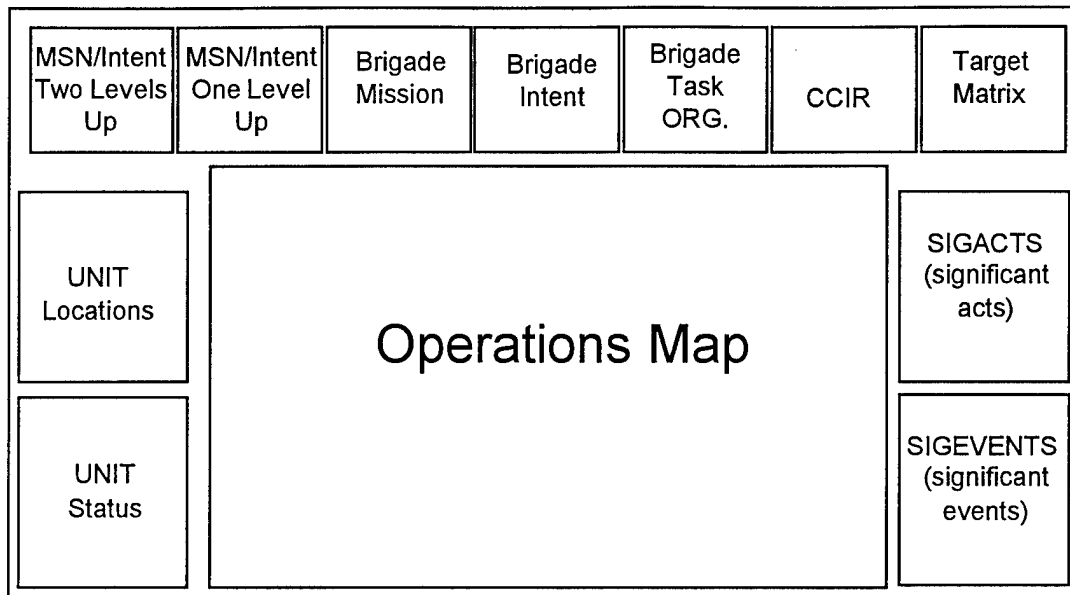 MSN/Intent
Two Levels
Up
MSN/Intent
One Level
Up
Brigade
Mission
Brigade
Intent
Brigade
Task
ORG.
CCIR
Target
Matrix
UNIT
Locations
Operations Map
SIGACTS
(significant
acts)
UNIT
Status
SIGEVENTS
(significant
events)